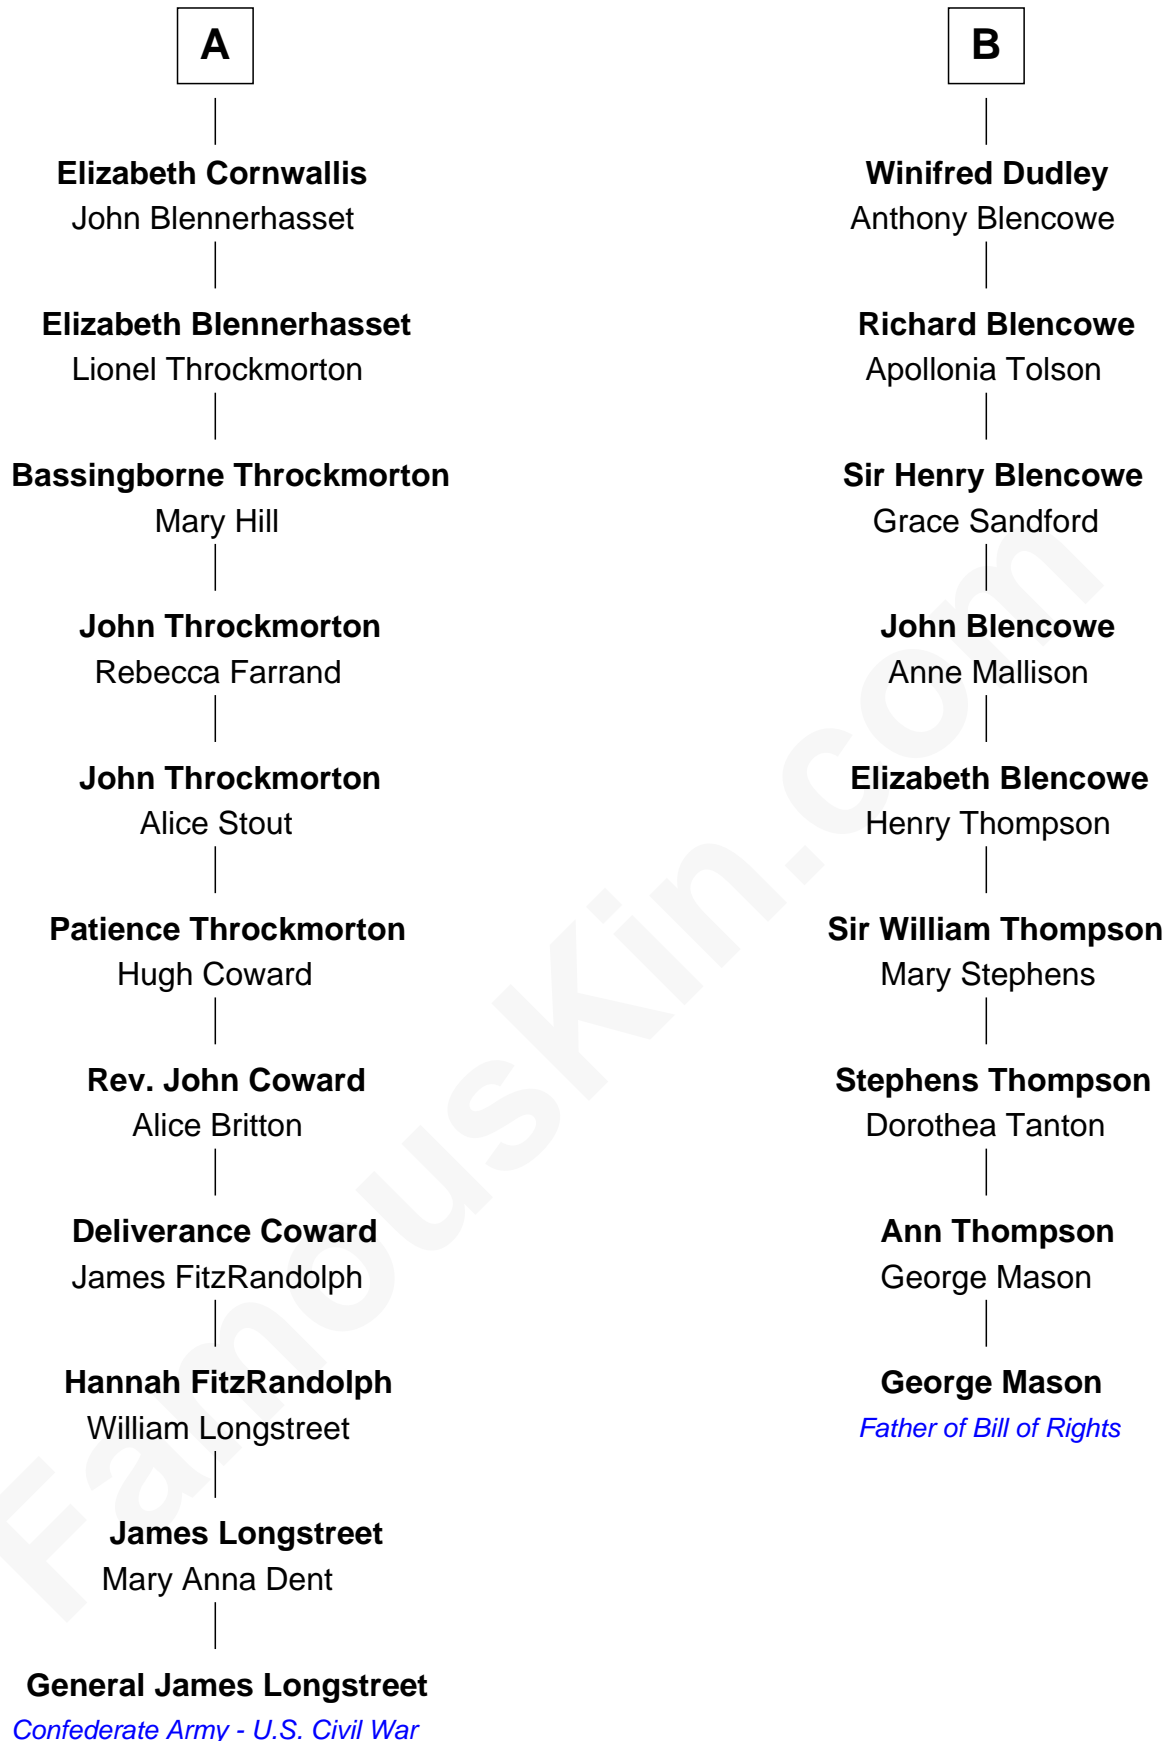 A
Elizabeth Cornwallis
John Blennerhasset
Elizabeth Blennerhasset
Lionel Throckmorton
Bassingborne Throckmorton
Mary Hill
John Throckmorton
Rebecca Farrand
John Throckmorton
Alice Stout
Patience Throckmorton
Hugh Coward
Rev. John Coward
Alice Britton
Deliverance Coward
James FitzRandolph
Hannah FitzRandolph
William Longstreet
James Longstreet
Mary Anna Dent
General James Longstreet
Confederate Army - U.S. Civil War
B
Winifred Dudley
Anthony Blencowe
Richard Blencowe
Apollonia Tolson
Sir Henry Blencowe
Grace Sandford
John Blencowe
Anne Mallison
Elizabeth Blencowe
Henry Thompson
Sir William Thompson
Mary Stephens
Stephens Thompson
Dorothea Tanton
Ann Thompson
George Mason
George Mason
Father of Bill of Rights
FamousKin.com